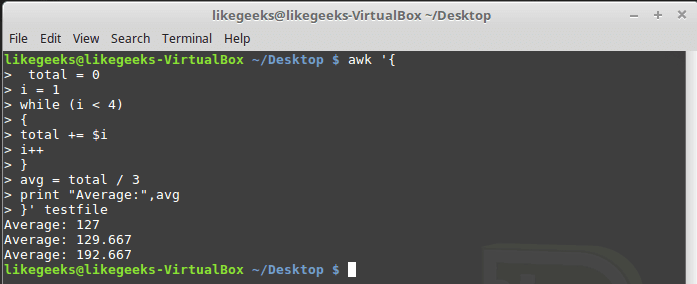 likegeeks@likegeeks-VirtualBox ~/Desktop
File Edit View Search Terminal Help
likegeeks@likegeeks-VirtualBox ~/Desktop $ awk '{
>  total = 0
> i = 1
> while (i < 4)
> {
> total += $i
> i++
> }
> avg = total / 3
> print "Average:",avg
> }' testfile
Average: 127
Average: 129.667
Average: 192.667
likegeeks@likegeeks-VirtualBox ~/Desktop $